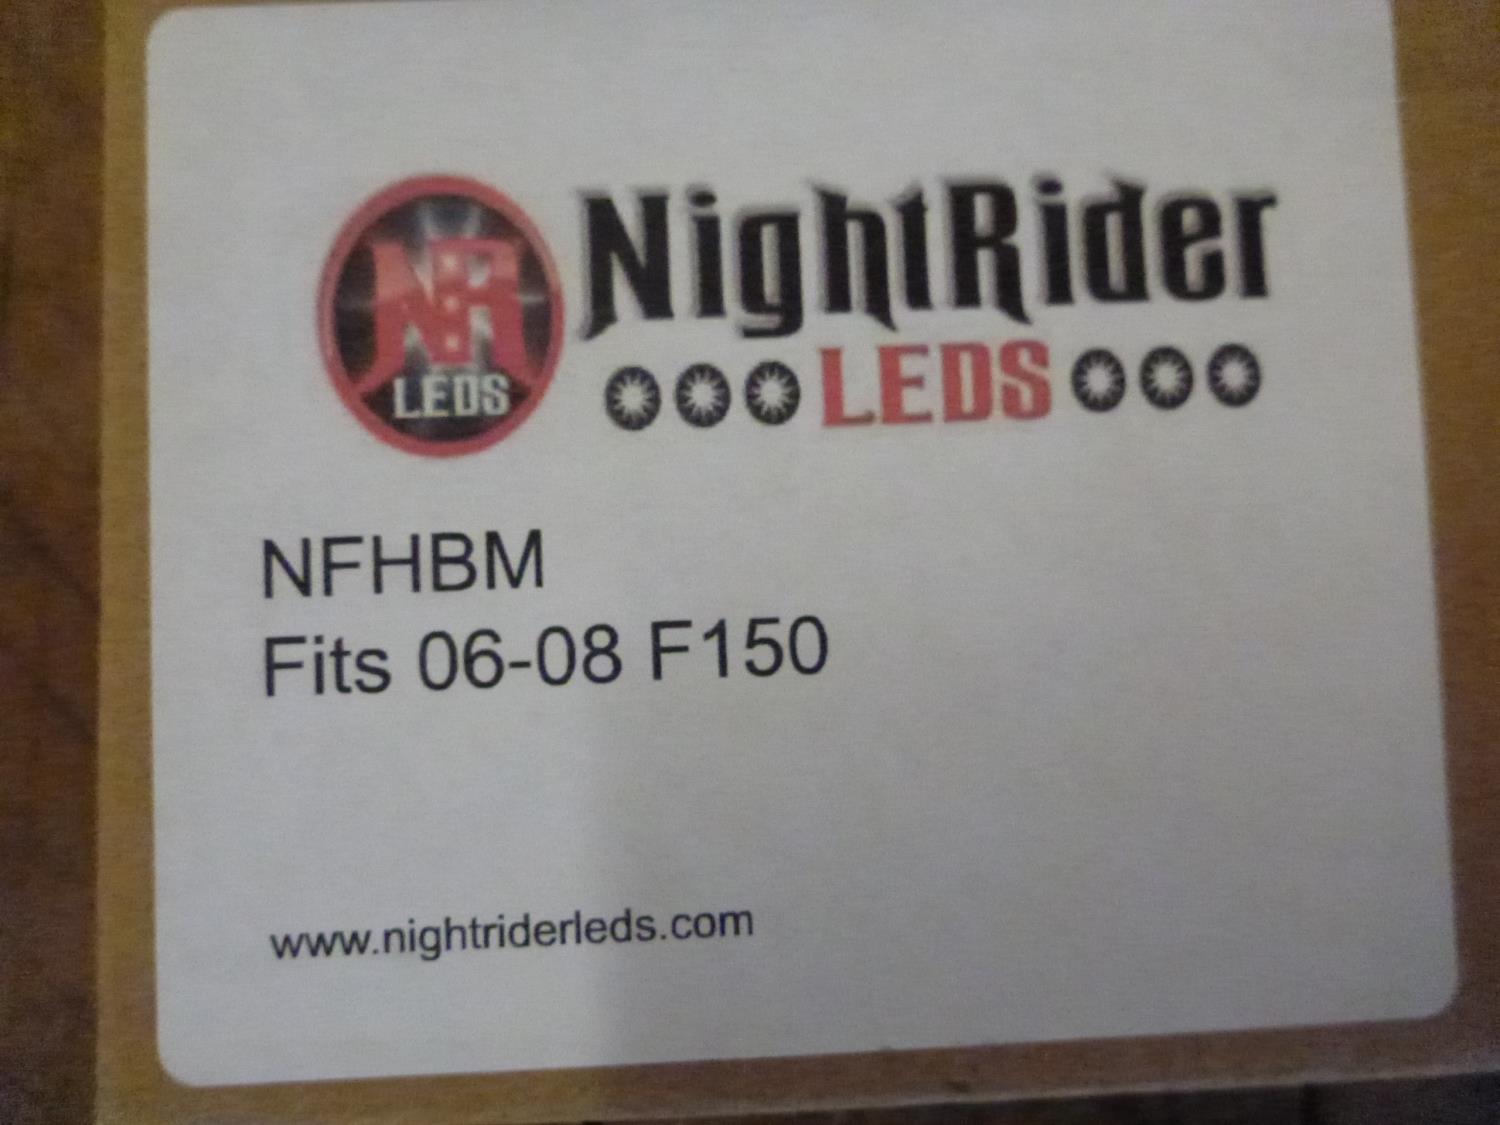 NR
LEDS
NightRider
LEDS
NFHBM
Fits 06-08 F150
www.nightriderleds.com